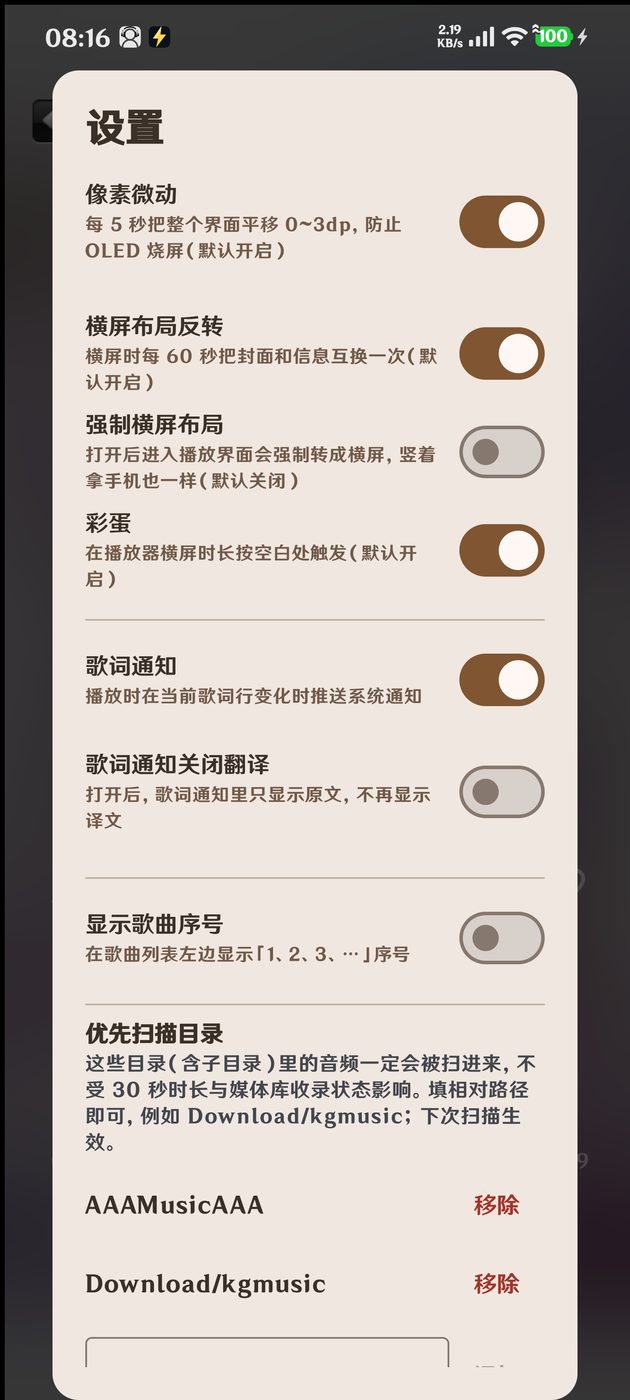 08:16
2.19
KB/s
100
设置
像素微动
每 5 秒把整个界面平移 0~3dp, 防止
OLED 烧屏(默认开启)
横屏布局反转
横屏时每 60 秒把封面和信息互换一次(默
认开启)
强制横屏布局
打开后进入播放界面会强制转成横屏, 竖着
拿手机也一样(默认关闭)
彩蛋
在播放器横屏时长按空白处触发(默认开
启)
歌词通知
播放时在当前歌词行变化时推送系统通知
歌词通知关闭翻译
打开后, 歌词通知里只显示原文, 不再显示
译文
显示歌曲序号
在歌曲列表左边显示「1、2、3、…」序号
优先扫描目录
这些目录(含子目录)里的音频一定会被扫进来, 不
受 30 秒时长与媒体库收录状态影响。填相对路径
即可, 例如 Download/kgmusic; 下次扫描生
效。
AAAMusicAAA
移除
Download/kgmusic
移除
9